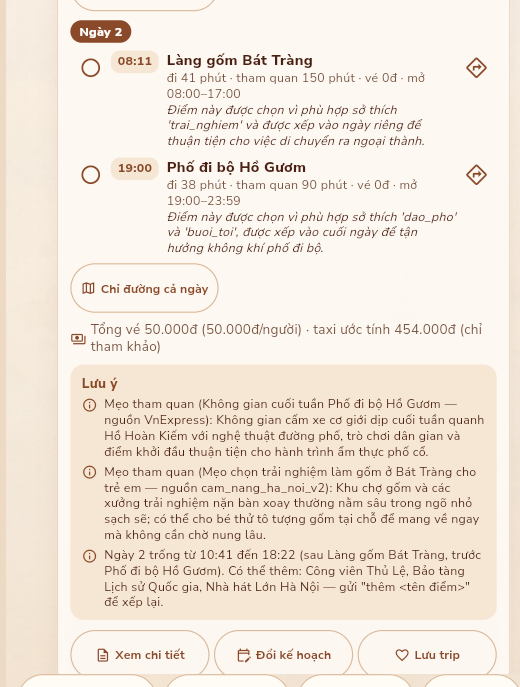 Ngày 2
08:11 Làng gốm Bát Tràng
đi 41 phút · tham quan 150 phút · vé 0đ · mở
08:00–17:00
Điểm này được chọn vì phù hợp sở thích
'trai_nghiem' và được xếp vào ngày riêng để
thuận tiện cho việc di chuyển ra ngoại thành.
19:00 Phố đi bộ Hồ Gươm
đi 38 phút · tham quan 90 phút · vé 0đ · mở
19:00–23:59
Điểm này được chọn vì phù hợp sở thích 'dao_pho'
và 'buoi_toi', được xếp vào cuối ngày để tận
hưởng không khí phố đi bộ.
Chỉ đường cả ngày
Tổng vé 50.000đ (50.000đ/người) · taxi ước tính 454.000đ (chỉ
tham khảo)
Lưu ý
Mẹo tham quan (Không gian cuối tuần Phố đi bộ Hồ Gươm —
nguồn VnExpress): Không gian cấm xe cơ giới dịp cuối tuần quanh
Hồ Hoàn Kiếm với nghệ thuật đường phố, trò chơi dân gian và
điểm khởi đầu thuận tiện cho hành trình ẩm thực phố cổ.
Mẹo tham quan (Mẹo chọn trải nghiệm làm gốm ở Bát Tràng cho
trẻ em — nguồn cam_nang_ha_noi_v2): Khu chợ gốm và các
xưởng trải nghiệm nặn bàn xoay thường nằm sâu trong ngõ nhỏ
sạch sẽ; có thể cho bé thử tô tượng gốm tại chỗ để mang về ngay
mà không cần chờ nung lâu.
Ngày 2 trống từ 10:41 đến 18:22 (sau Làng gốm Bát Tràng, trước
Phố đi bộ Hồ Gươm). Có thể thêm: Công viên Thủ Lệ, Bảo tàng
Lịch sử Quốc gia, Nhà hát Lớn Hà Nội — gửi "thêm <tên điểm>"
để xếp lại.
Xem chi tiết Đổi kế hoạch Lưu trip